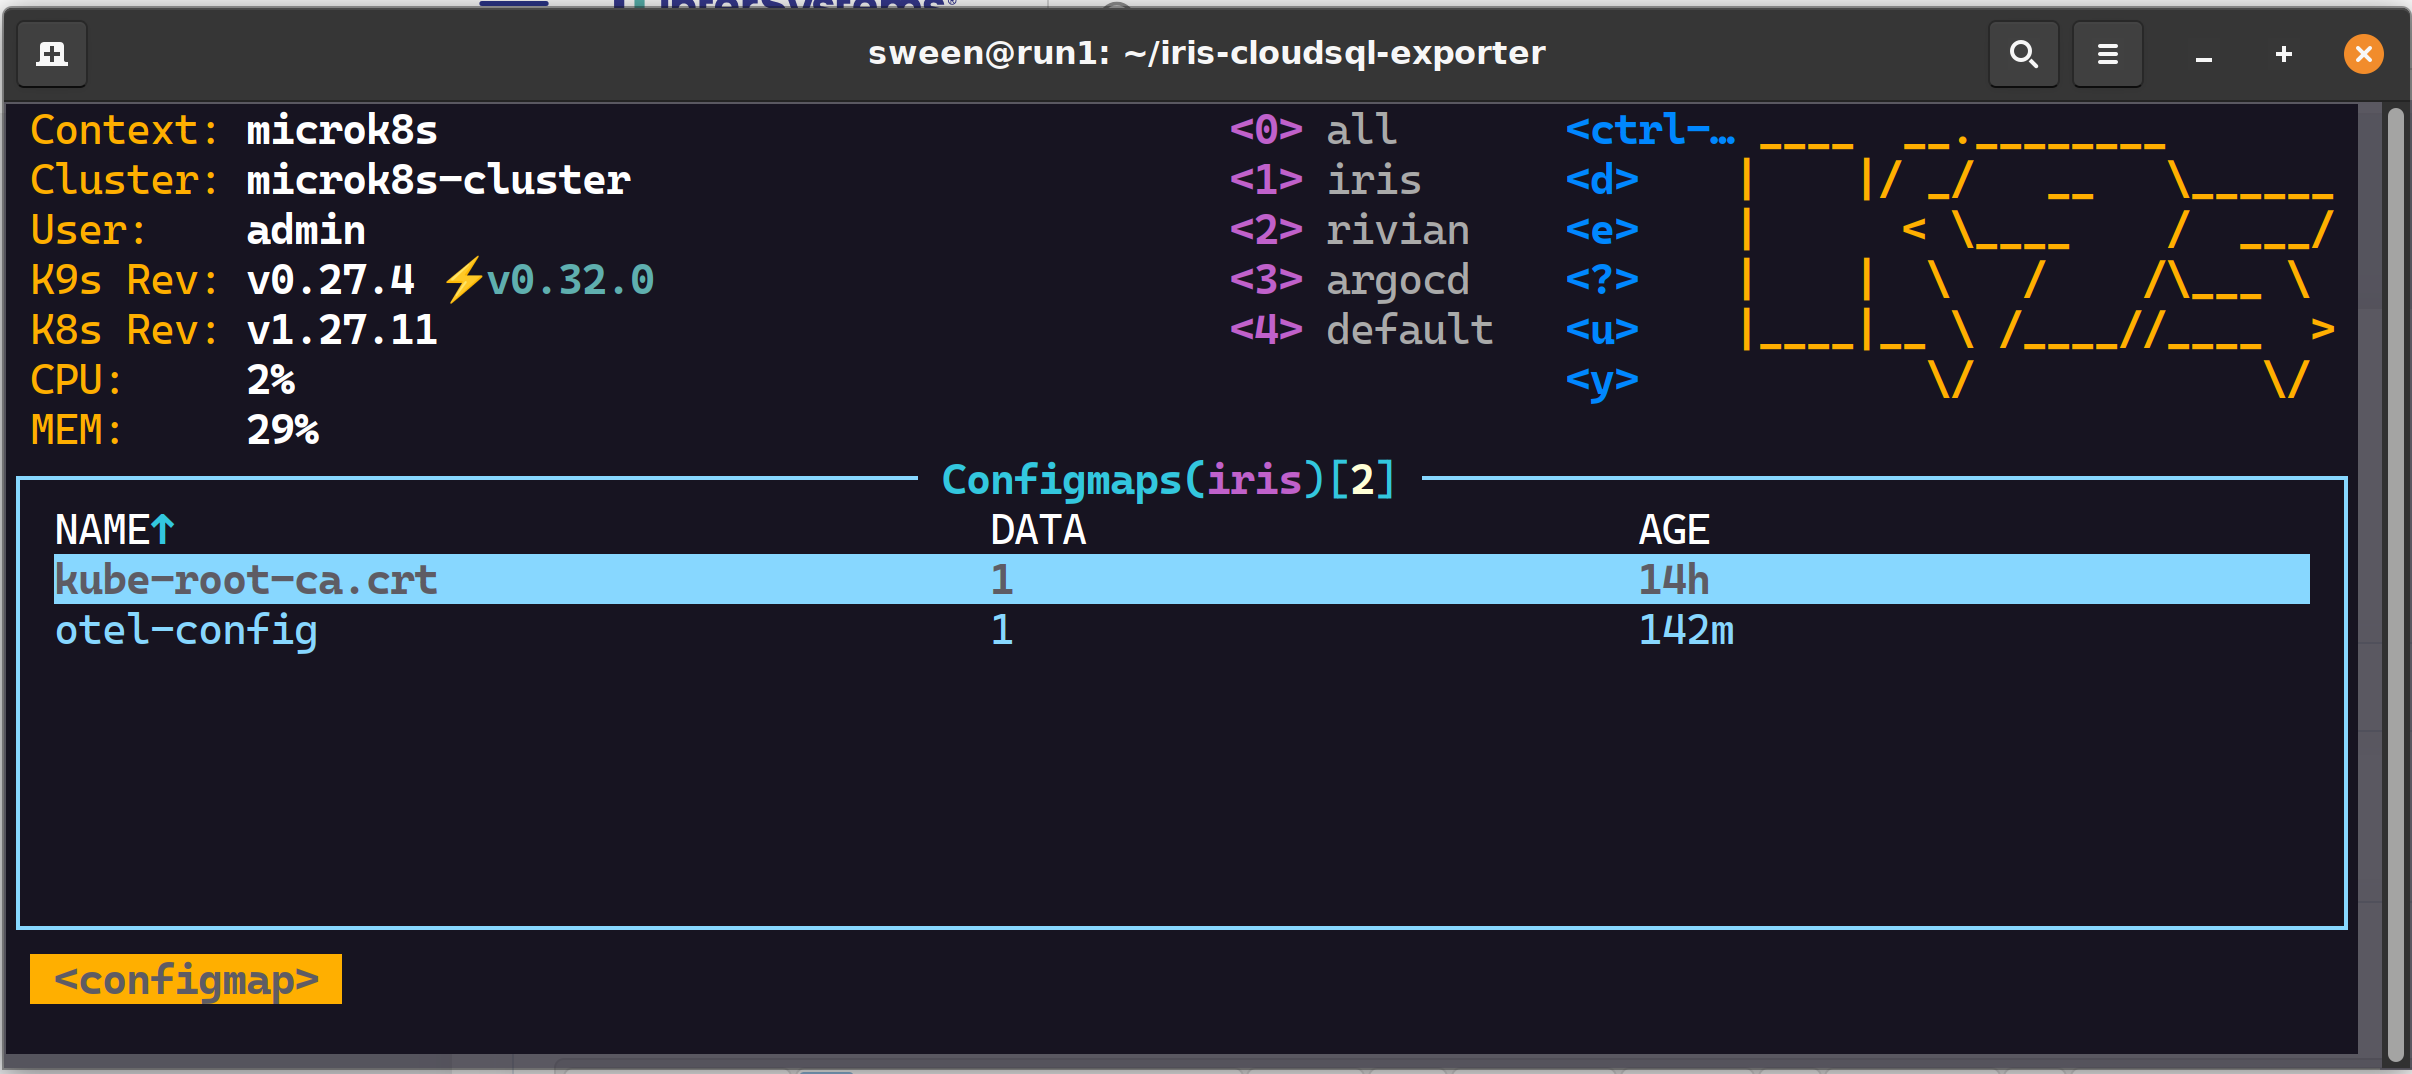 InterSystems®
sween@run1: ~/iris-cloudsql-exporter
Context: microk8s <0> all <ctrl-…
Cluster: microk8s-cluster <1> iris <d>
User: admin <2> rivian <e>
K9s Rev: v0.27.4 ⚡v0.32.0 <3> argocd <?>
K8s Rev: v1.27.11 <4> default <u>
CPU: 2% <y>
MEM: 29%
Configmaps(iris)[2]
NAME↑ DATA AGE
kube-root-ca.crt 1 14h
otel-config 1 142m
<configmap>